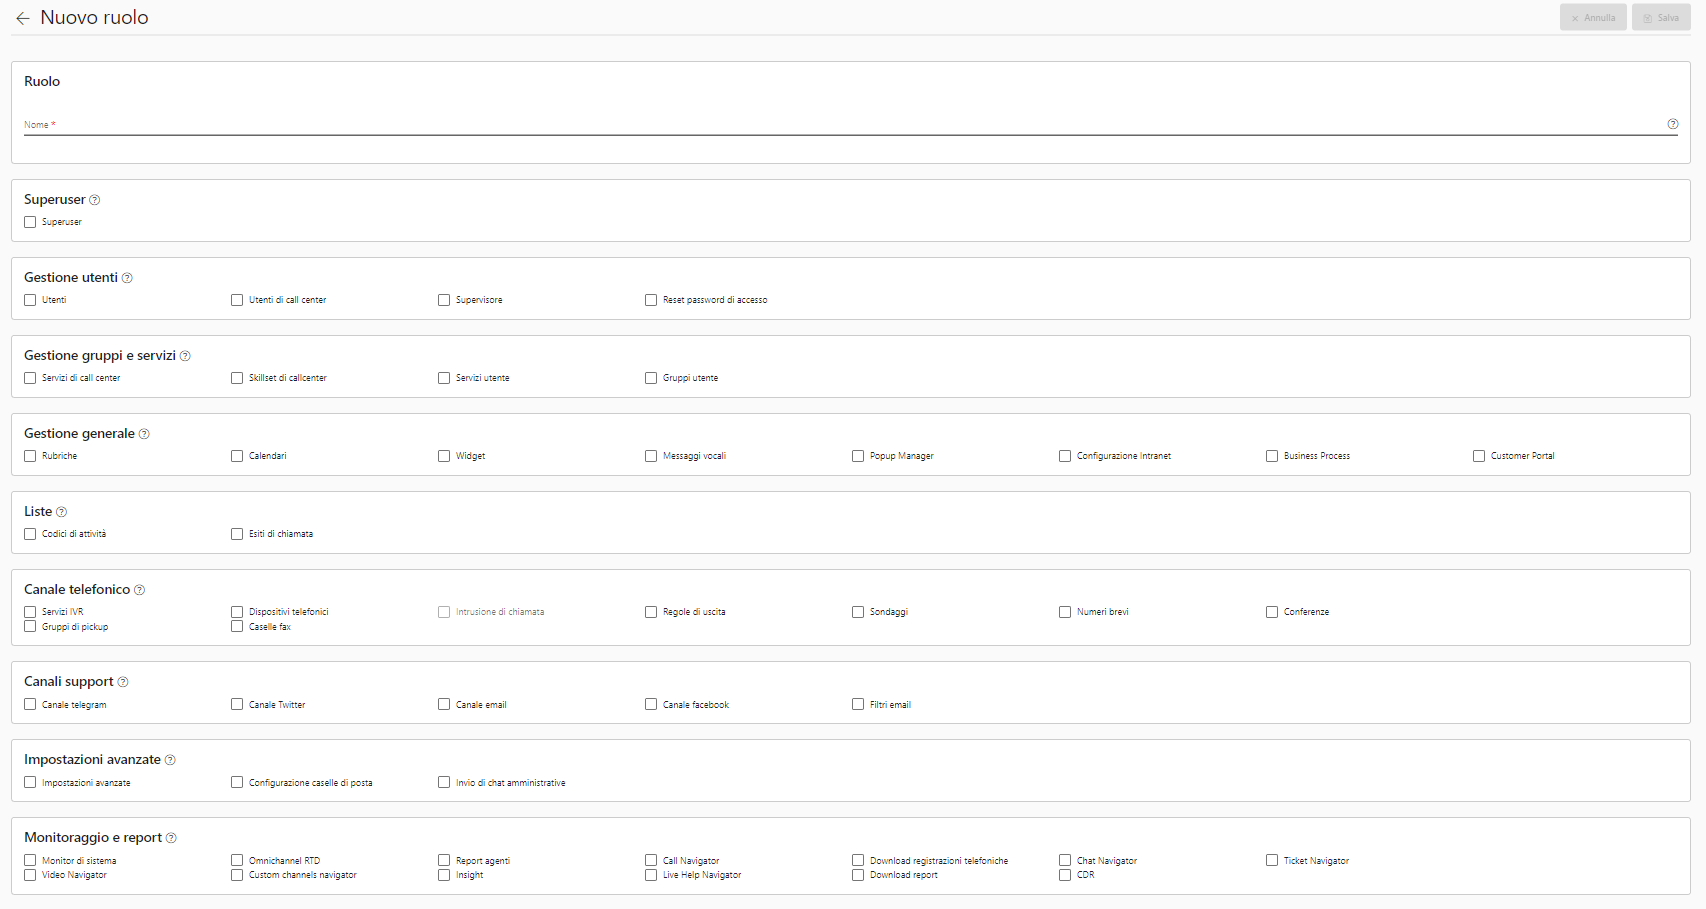 Nuovo ruolo
Annulla
Salva
Ruolo
Nome *
Superuser
Superuser
Gestione utenti
Utenti
Utenti di call center
Supervisore
Reset password di accesso
Gestione gruppi e servizi
Servizi di call center
Skillset di callcenter
Servizi utente
Gruppi utente
Gestione generale
Rubriche
Calendari
Widget
Messaggi vocali
Popup Manager
Configurazione Intranet
Business Process
Customer Portal
Liste
Codici di attività
Esiti di chiamata
Canale telefonico
Servizi IVR
Dispositivi telefonici
Intrusione di chiamata
Regole di uscita
Sondaggi
Numeri brevi
Conferenze
Gruppi di pickup
Caselle fax
Canali support
Canale telegram
Canale Twitter
Canale email
Canale facebook
Filtri email
Impostazioni avanzate
Impostazioni avanzate
Configurazione caselle di posta
Invio di chat amministrative
Monitoraggio e report
Monitor di sistema
Omnichannel RTD
Report agenti
Call Navigator
Download registrazioni telefoniche
Chat Navigator
Ticket Navigator
Video Navigator
Custom channels navigator
Insight
Live Help Navigator
Download report
CDR